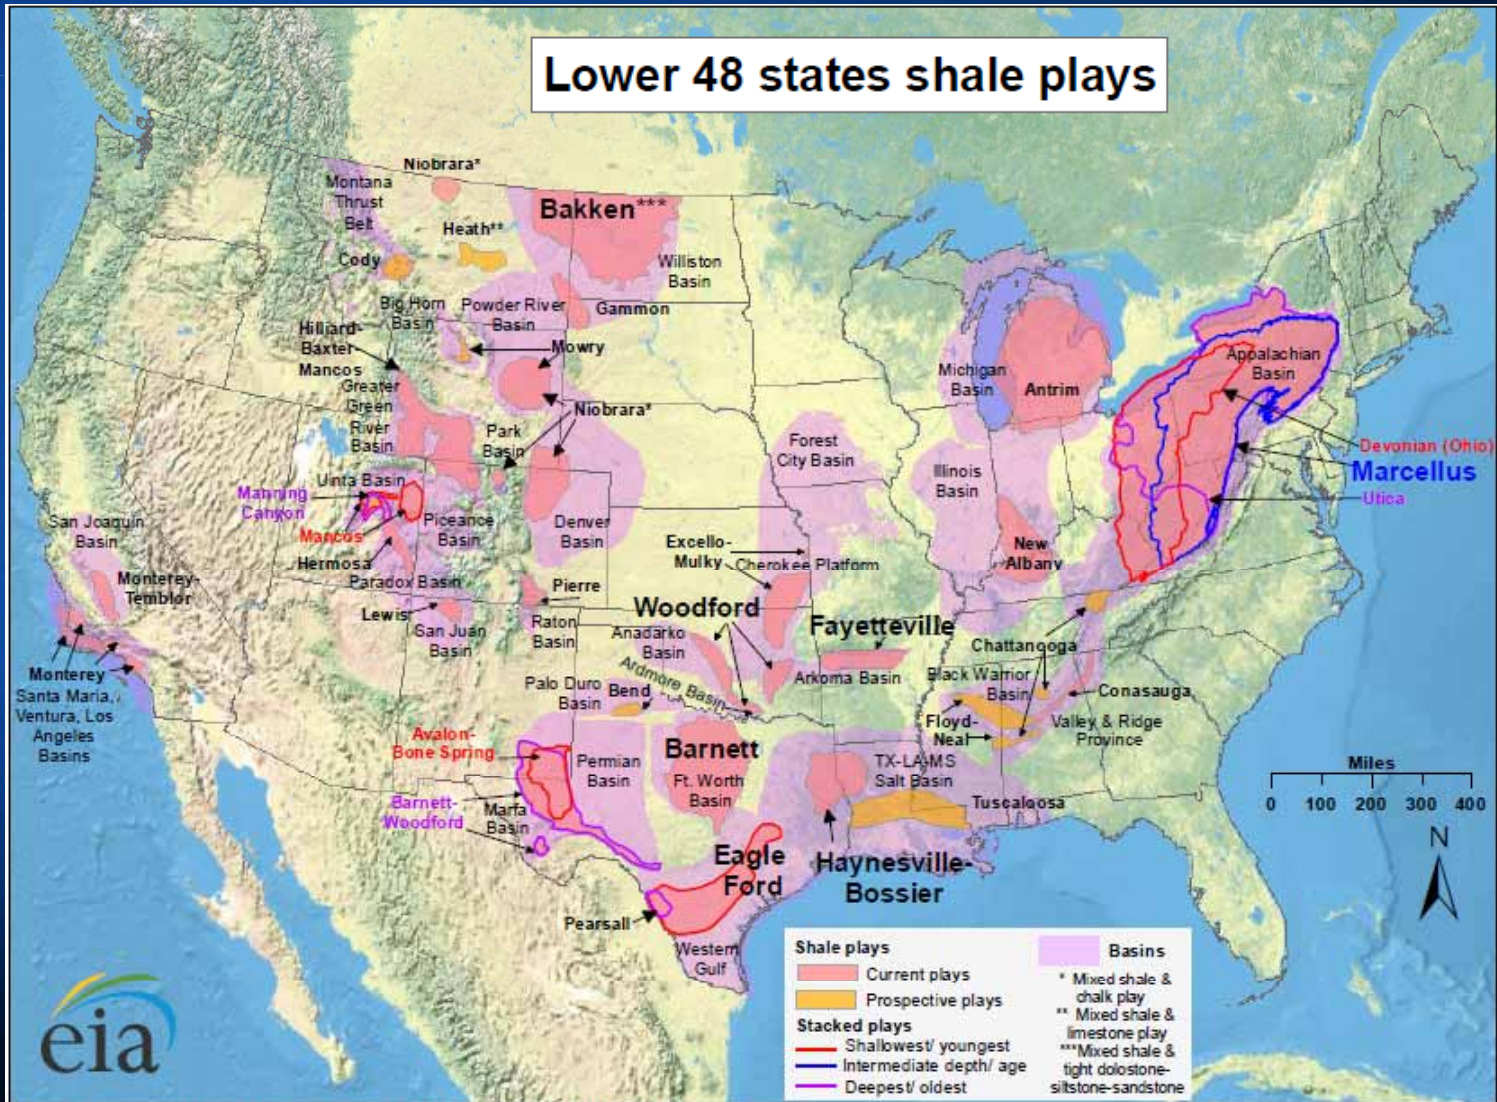 Lower 48 states shale plays
Niobrara*
Montana
Thrust
Belt
Bakken***
Heath**
Cody
Williston
Basin
Big Horn
Basin
Powder River
Basin
Gammon
Hilliard-
Baxter-
Mancos
Mowry
Greater
Green
River
Basin
Niobrara*
Park
Basin
Michigan
Basin
Antrim
Appalachian
Basin
Forest
City Basin
Illinois
Basin
Devonian (Ohio)
Marcellus
Utica
Uinta Basin
Manning
Canyon
Mancos
Piceance
Basin
Denver
Basin
San Joaquin
Basin
Hermosa
Paradox Basin
Excello-
Mulky
Cherokee Platform
New
Albany
Monterey-
Temblor
Pierre
Lewis
San Juan
Basin
Raton
Basin
Woodford
Anadarko
Basin
Fayetteville
Chattanooga
Arkoma Basin
Black Warrior
Basin
Ardmore Basin
Palo Duro
Basin
Bend
Conasauga
Monterey
Santa Maria,
Ventura, Los
Angeles
Basins
Floyd-
Neal
Valley & Ridge
Province
Avalon-
Bone Spring
Permian
Basin
Barnett
Ft. Worth
Basin
TX-LA-MS
Salt Basin
Tuscaloosa
Barnett-
Woodford
Marfa
Basin
Eagle
Ford
Haynesville-
Bossier
Pearsall
Western
Gulf
Miles
0 100 200 300 400
N
Shale plays
Current plays
Prospective plays
Stacked plays
Shallowest/ youngest
Intermediate depth/ age
Deepest/ oldest
Basins
* Mixed shale &
chalk play
** Mixed shale &
limestone play
***Mixed shale &
tight dolostone-
siltstone-sandstone
eia